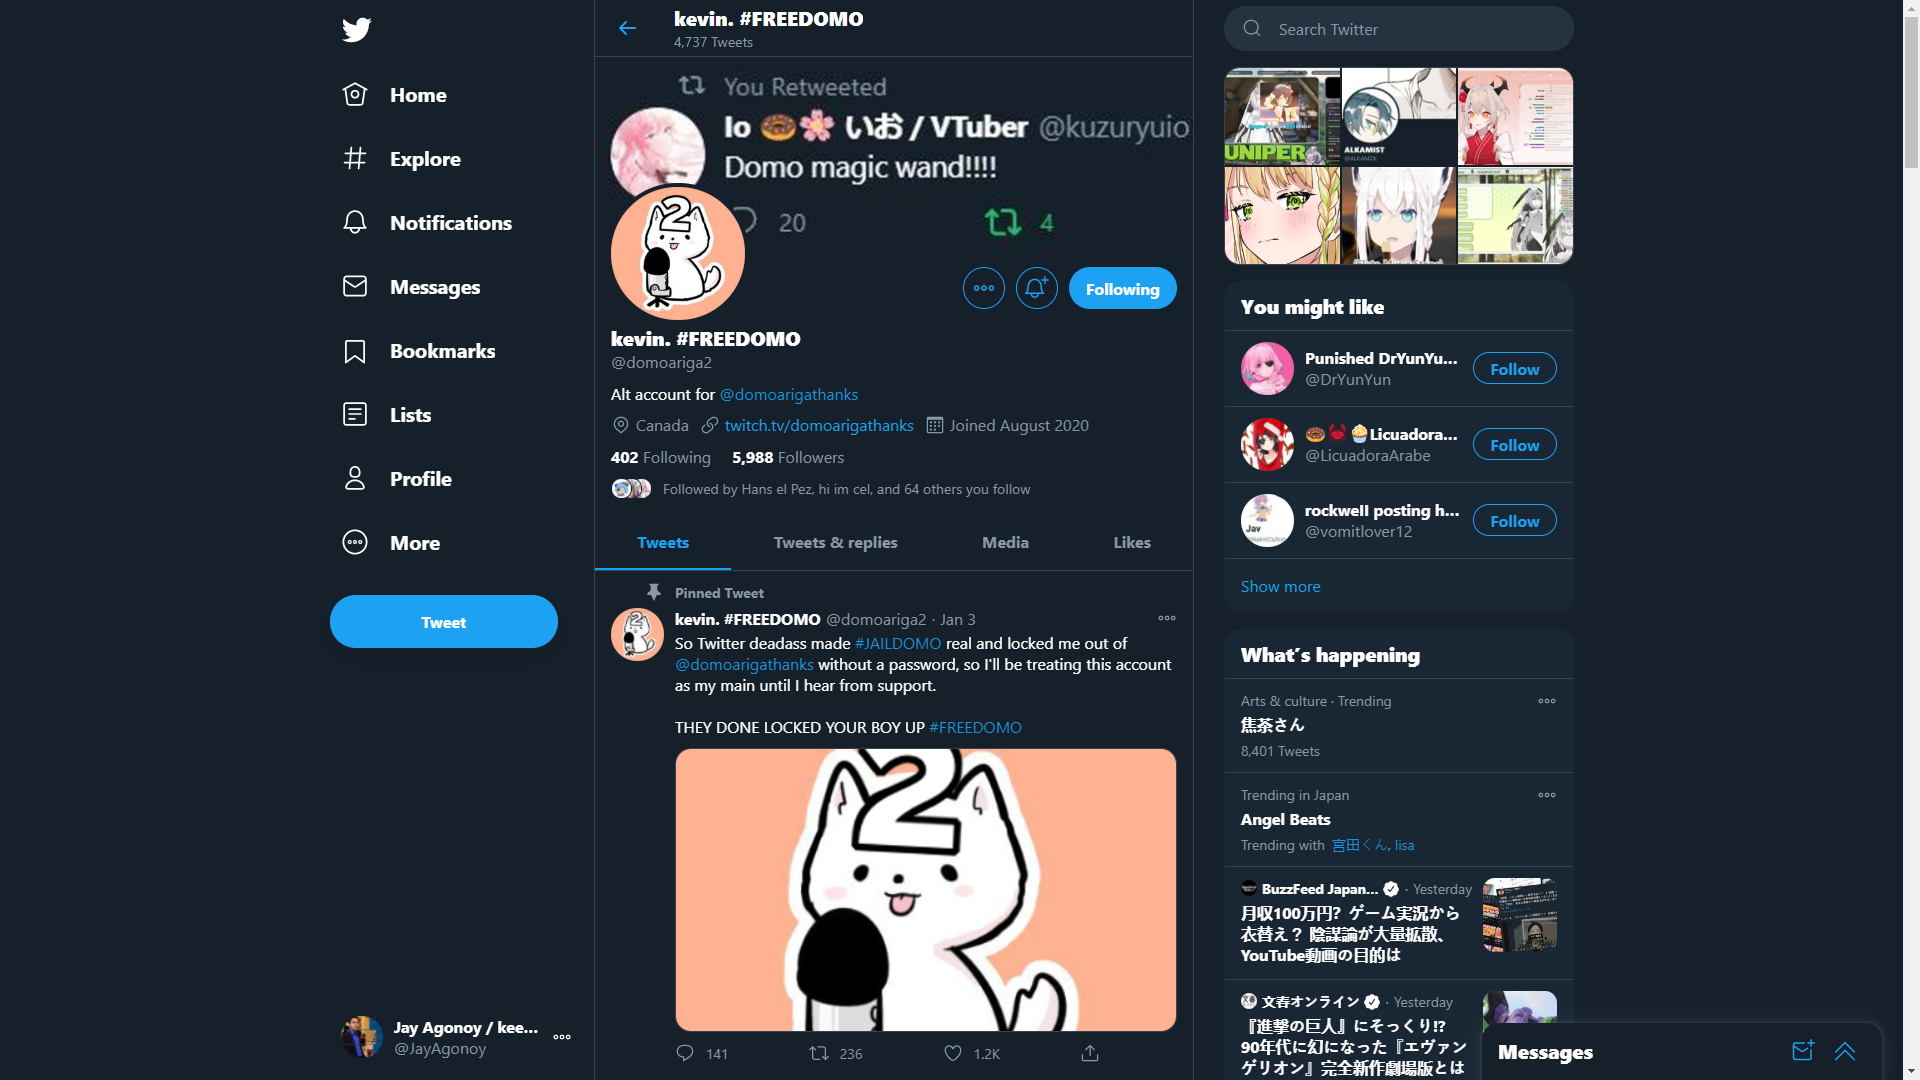 Home
Explore
Notifications
Messages
Bookmarks
Lists
Profile
More
Tweet
Jay Agonoy / kee...
@JayAgonoy
kevin. #FREEDOMO
4,737 Tweets
You Retweeted
Io 🍩🌸 いお / VTuber @kuzuryuio
Domo magic wand!!!!
20 4
2
Following
kevin. #FREEDOMO
@domoariga2
Alt account for @domoarigathanks
Canada twitch.tv/domoarigathanks Joined August 2020
402 Following 5,988 Followers
Followed by Hans el Pez, hi im cel, and 64 others you follow
Tweets Tweets & replies Media Likes
Pinned Tweet
kevin. #FREEDOMO @domoariga2 · Jan 3
So Twitter deadass made #JAILDOMO real and locked me out of
@domoarigathanks without a password, so I'll be treating this account
as my main until I hear from support.
THEY DONE LOCKED YOUR BOY UP #FREEDOMO
2
141 236 1.2K
Search Twitter
UNIPER
ALKAMIST
@ALKAMZE
You might like
Punished DrYunYu...
@DrYunYun
Follow
🍩🦀🧁Licuadora...
@LicuadoraArabe
Follow
Jav
rockwell posting h...
@vomitlover12
Follow
Show more
What's happening
Arts & culture · Trending
焦茶さん
8,401 Tweets
Trending in Japan
Angel Beats
Trending with 宮田くん, lisa
BuzzFeed Japan... · Yesterday
月収100万円？ゲーム実況から
衣替え？ 陰謀論が大量拡散、
YouTube動画の目的は
文春オンライン · Yesterday
『進撃の巨人』にそっくり!?
90年代に幻になった『エヴァン
ゲリオン』完全新作劇場版とは
Messages